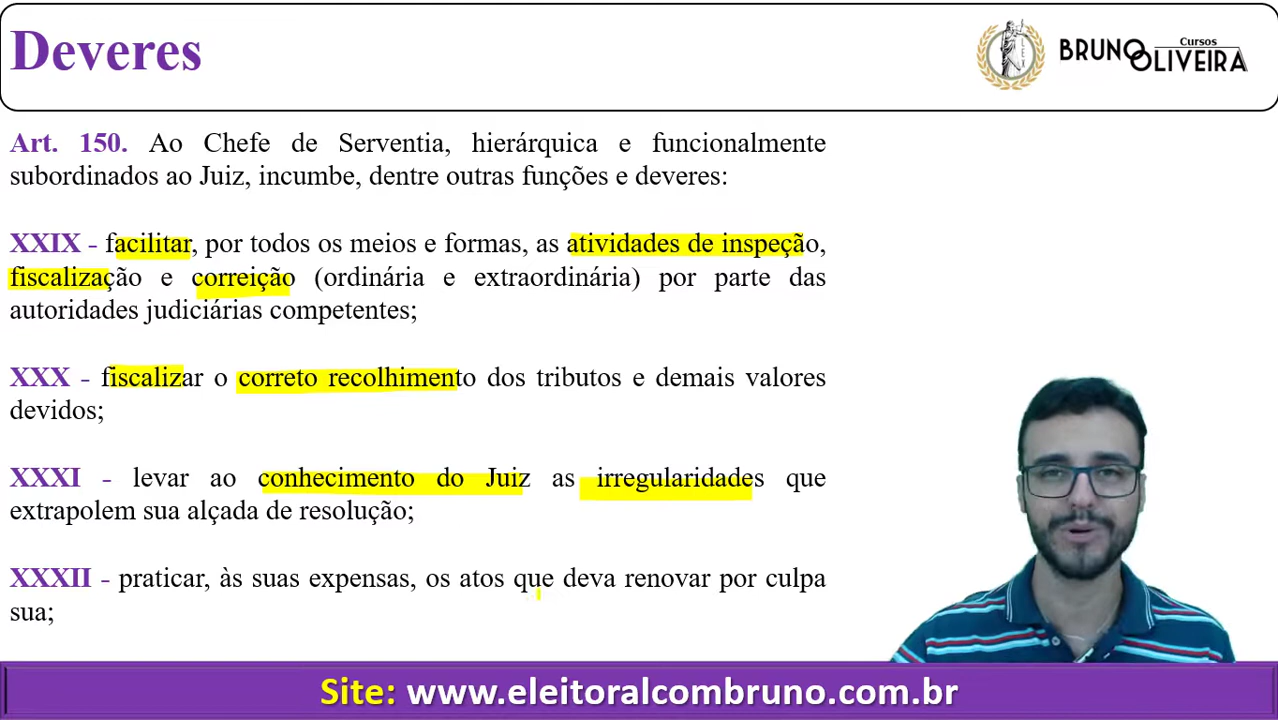 Deveres
Cursos
BRUNO
OLIVEIRA
Art. 150. Ao Chefe de Serventia, hierárquica e funcionalmente
subordinados ao Juiz, incumbe, dentre outras funções e deveres:
XXIX - facilitar, por todos os meios e formas, as atividades de inspeção,
fiscalização e correição (ordinária e extraordinária) por parte das
autoridades judiciárias competentes;
XXX - fiscalizar o correto recolhimento dos tributos e demais valores
devidos;
XXXI - levar ao conhecimento do Juiz as irregularidades que
extrapolem sua alçada de resolução;
XXXII - praticar, às suas expensas, os atos que deva renovar por culpa
sua;
Site: www.eleitoralcombruno.com.br